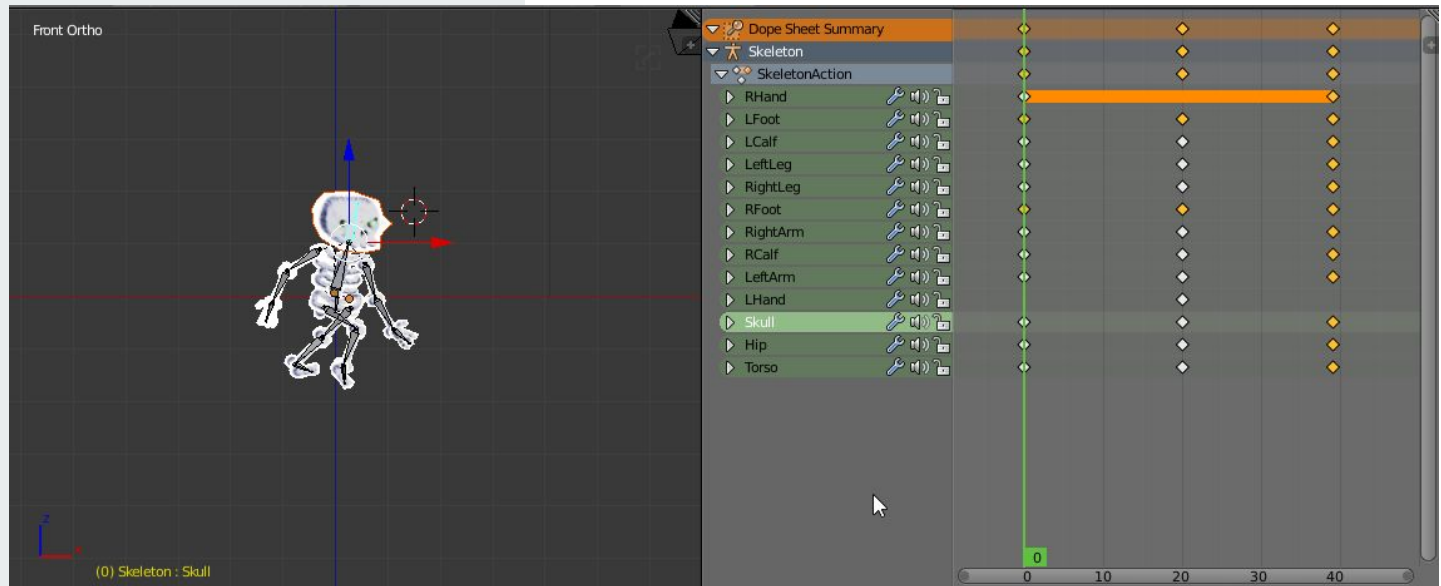 Front Ortho
Dope Sheet Summary
Skeleton
SkeletonAction
RHand
LFoot
LCalf
LeftLeg
RightLeg
RFoot
RightArm
RCalf
LeftArm
LHand
Skull
Hip
Torso
z
x
(0) Skeleton : Skull
0
0 10 20 30 40